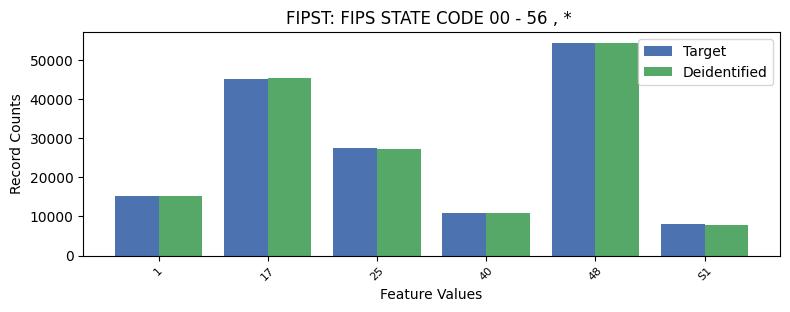 FIPST: FIPS STATE CODE 00 - 56 , *
Target
Deidentified
Record Counts
50000
40000
30000
20000
10000
0
1 17 25 40 48 S1
Feature Values